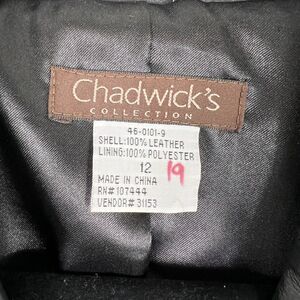 Chadwick's
COLLECTION
46-0101-9
SHELL:100% LEATHER
LINING:100% POLYESTER
12 19
MADE IN CHINA
RN# 107444
VENDOR# 31153